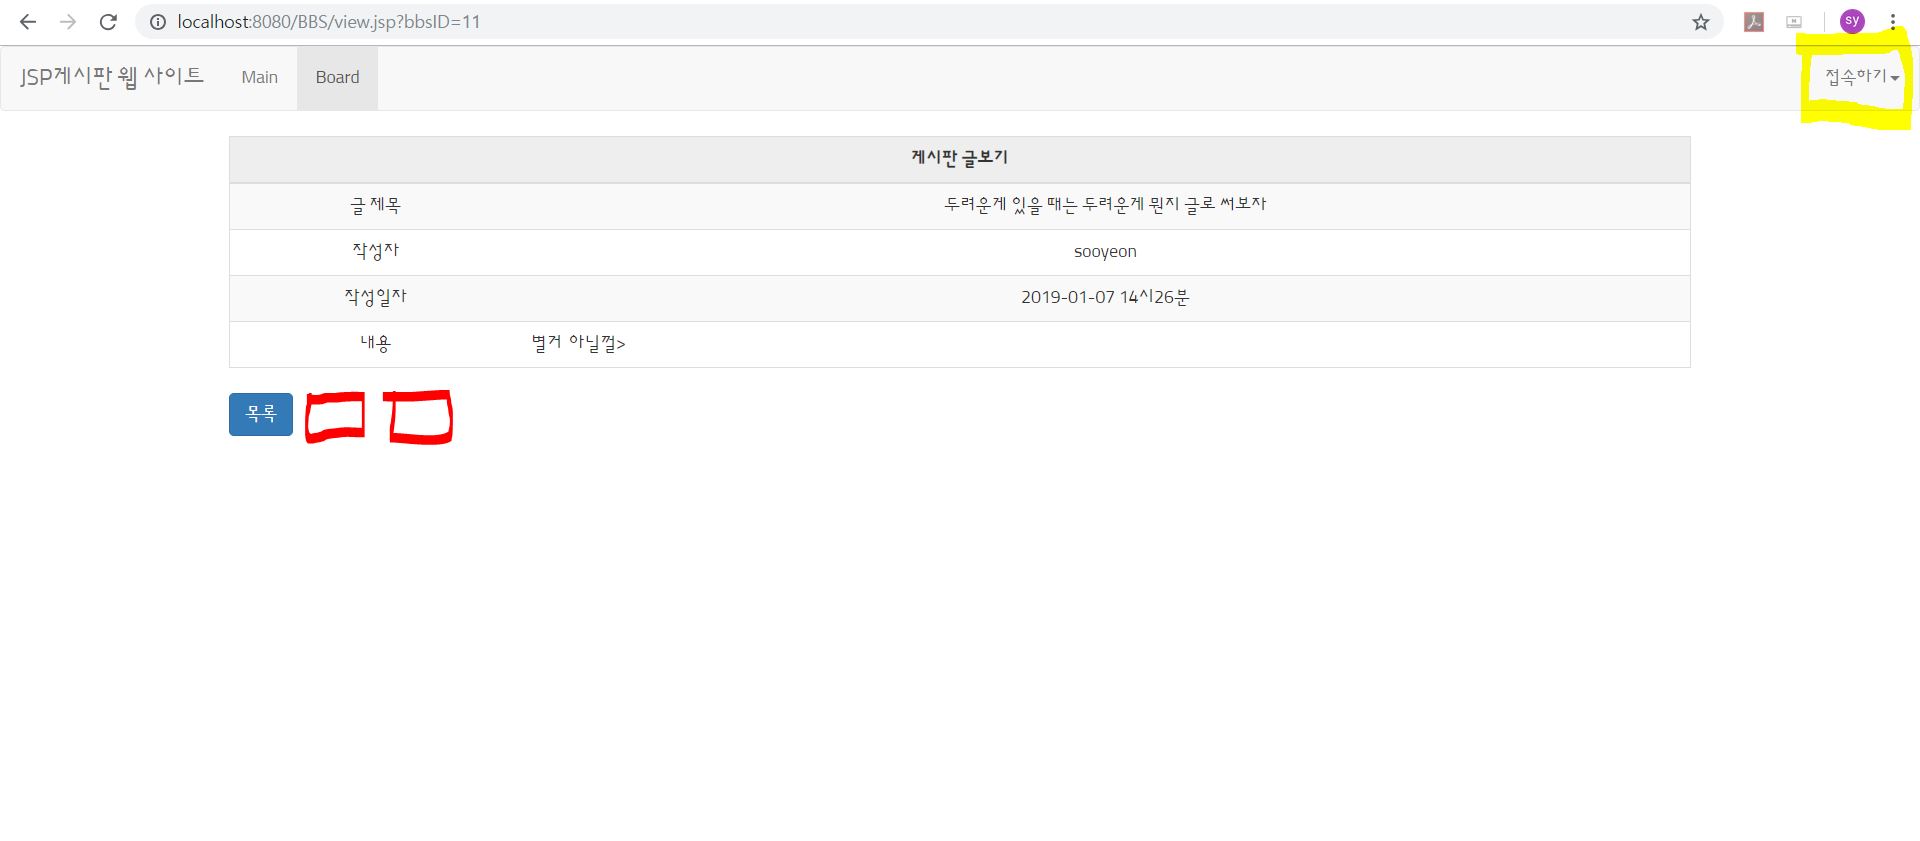 localhost:8080/BBS/view.jsp?bbsID=11
sy
JSP게시판 웹 사이트 Main Board 접속하기
게시판 글보기
글 제목 두려운게 있을 때는 두려운게 뭔지 글로 써보자
작성자 sooyeon
작성일자 2019-01-07 14시26분
내용 별거 아닐껄>
목록